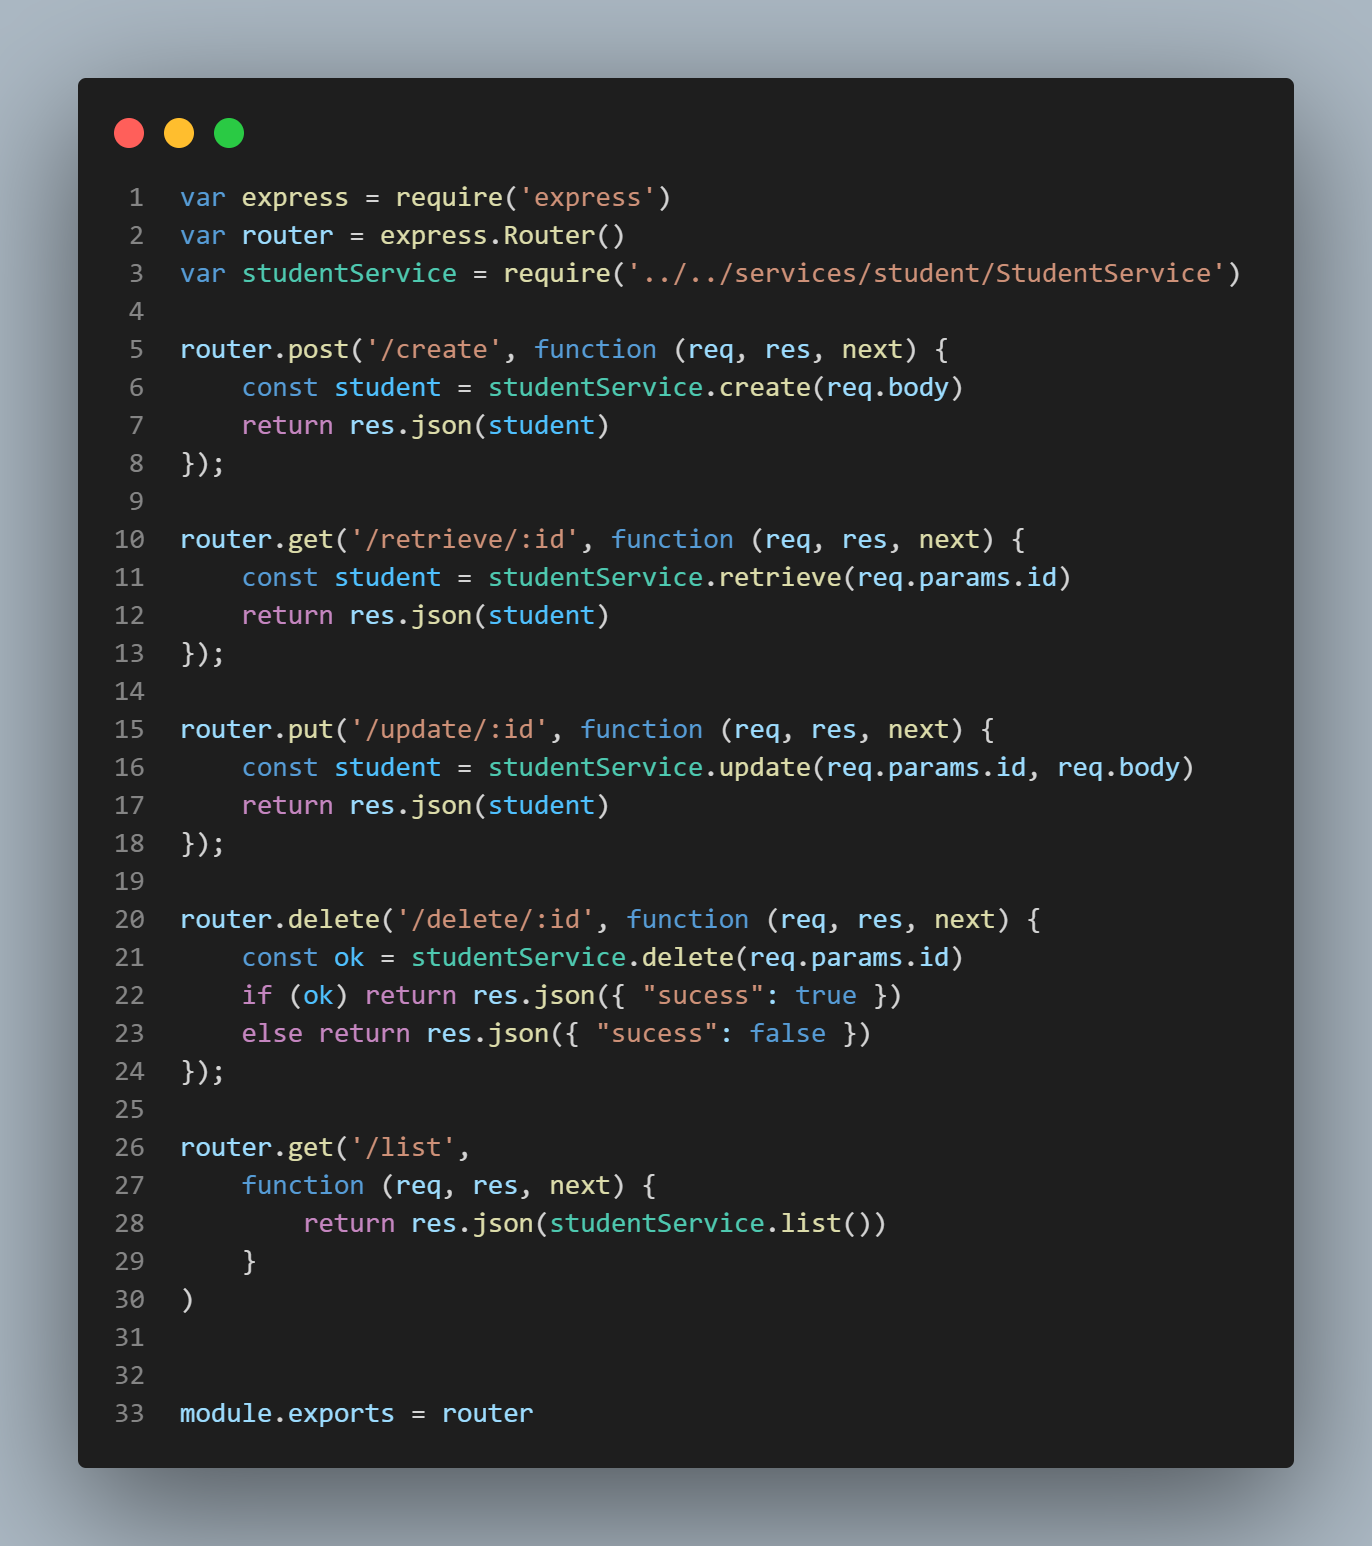 1 var express = require('express')
2 var router = express.Router()
3 var studentService = require('../../services/student/StudentService')
4
5 router.post('/create', function (req, res, next) {
6     const student = studentService.create(req.body)
7     return res.json(student)
8 });
9
10 router.get('/retrieve/:id', function (req, res, next) {
11     const student = studentService.retrieve(req.params.id)
12     return res.json(student)
13 });
14
15 router.put('/update/:id', function (req, res, next) {
16     const student = studentService.update(req.params.id, req.body)
17     return res.json(student)
18 });
19
20 router.delete('/delete/:id', function (req, res, next) {
21     const ok = studentService.delete(req.params.id)
22     if (ok) return res.json({ "sucess": true })
23     else return res.json({ "sucess": false })
24 });
25
26 router.get('/list',
27     function (req, res, next) {
28         return res.json(studentService.list())
29     }
30 )
31
32
33 module.exports = router